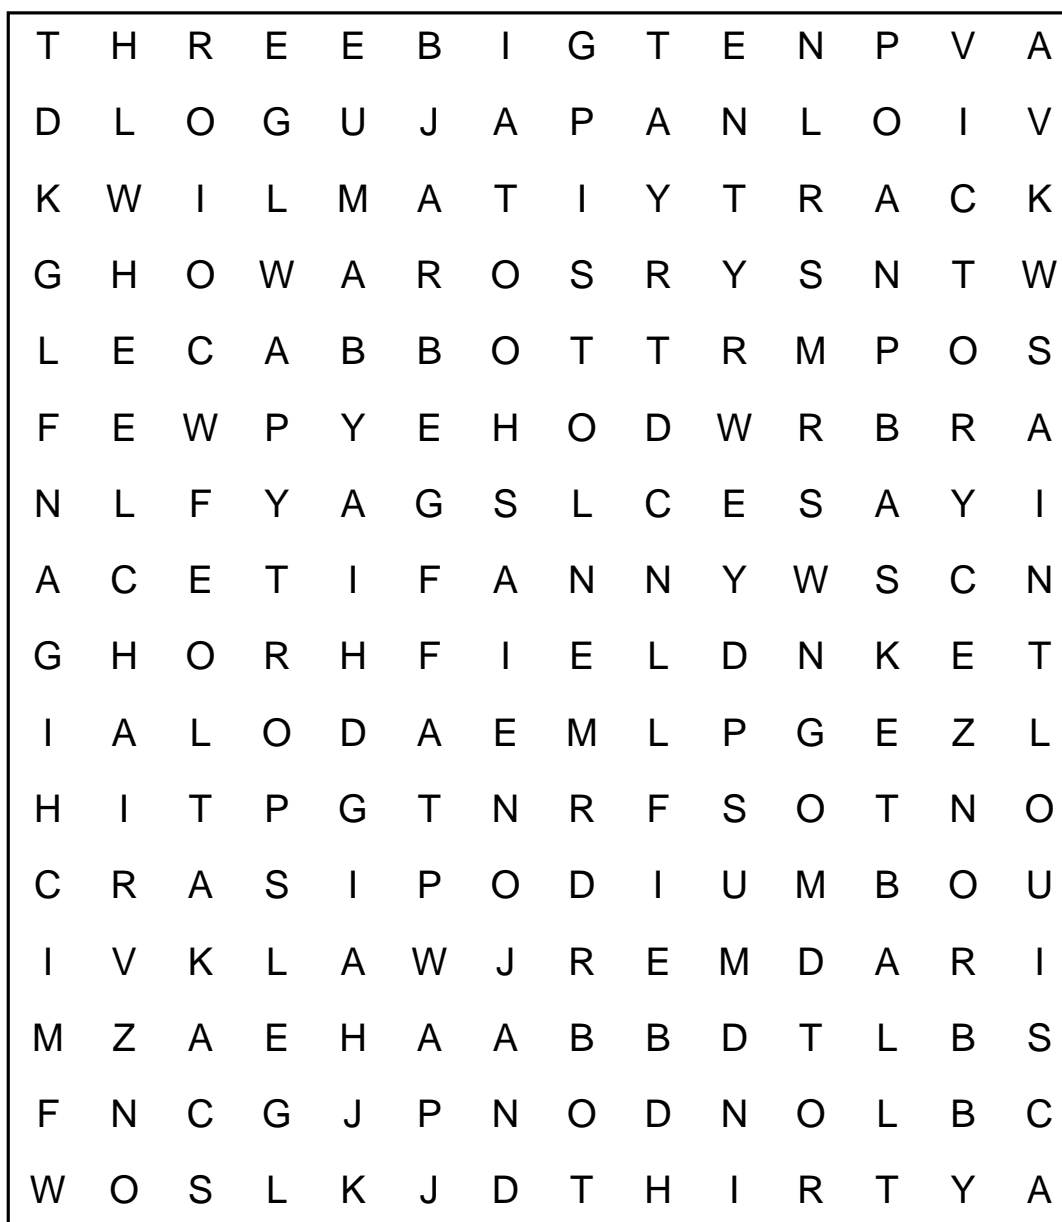 T H R E E B I G T E N P V A
D L O G U J A P A N L O I V
K W I L M A T I Y T R A C K
G H O W A R O S R Y S N T W
L E C A B B O T T R M P O S
F E W P Y E H O D W R B R A
N L F Y A G S L C E S A Y I
A C E T I F A N N Y W S C N
G H O R H F I E L D N K E T
I A L O D A E M L P G E Z L
H I T P G T N R F S O T N O
C R A S I P O D I U M B O U
I V K L A W J R E M D A R I
M Z A E H A A B B D T L B S
F N C G J P N O D N O L B C
W O S L K J D T H I R T Y A